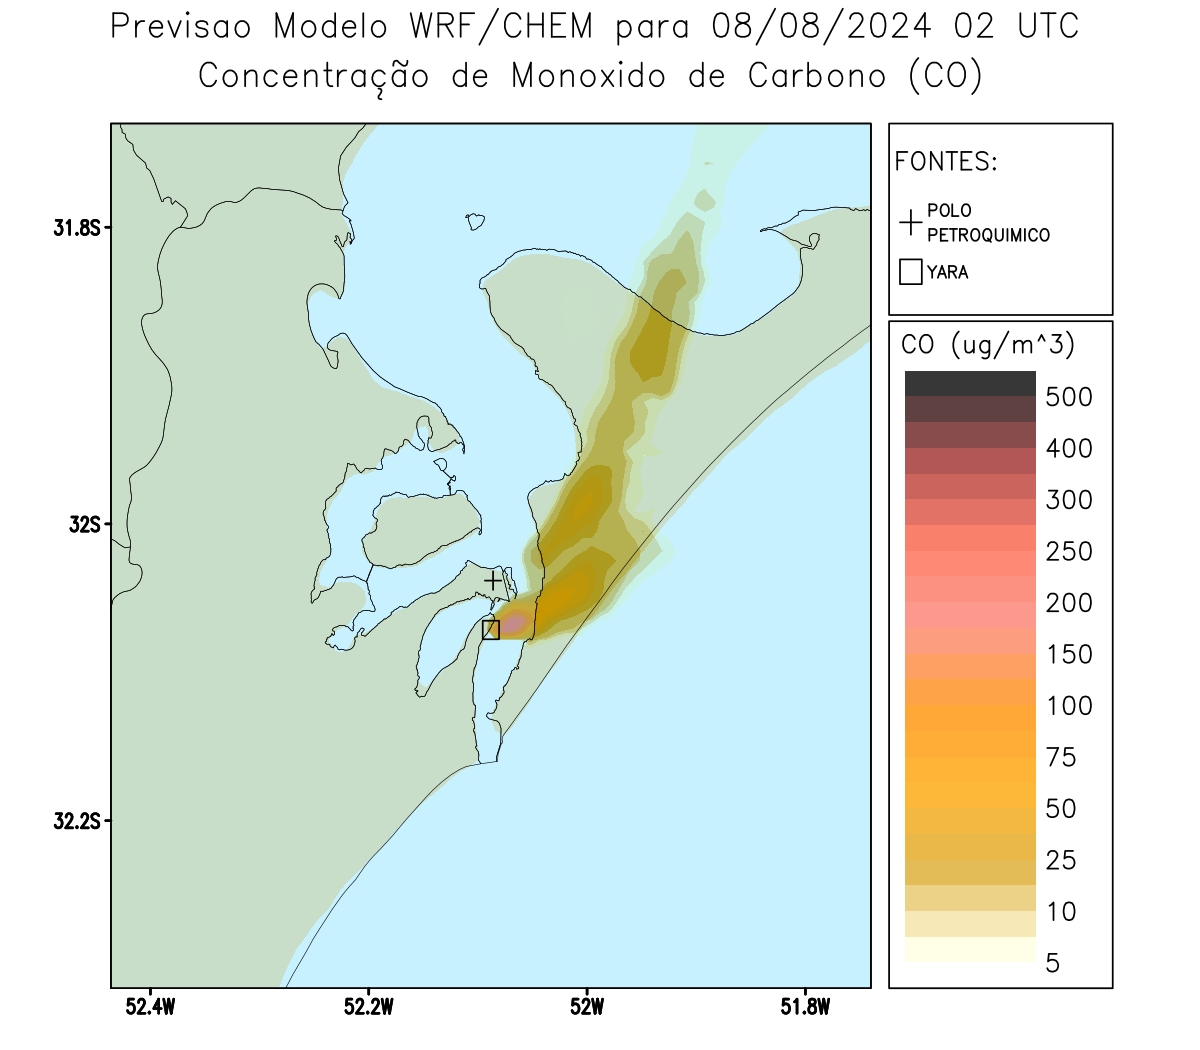 Previsao Modelo WRF/CHEM para 08/08/2024 02 UTC
Concentração de Monoxido de Carbono (CO)
FONTES:
POLO
PETROQUIMICO
YARA
CO (ug/m^3)
500
400
300
250
200
150
100
75
50
25
10
5
31.8S
32S
32.2S
52.4W
52.2W
52W
51.8W